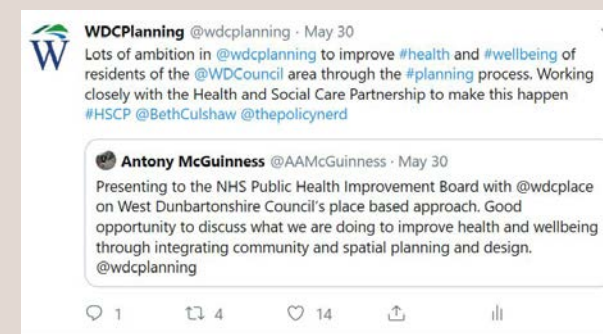 WDCPlanning @wdcplanning · May 30
Lots of ambition in @wdcplanning to improve #health and #wellbeing of
residents of the @WDCouncil area through the #planning process. Working
closely with the Health and Social Care Partnership to make this happen
#HSCP @BethCulshaw @thepolicynerd
Antony McGuinness @AAMcGuinness · May 30
Presenting to the NHS Public Health Improvement Board with @wdcplace
on West Dunbartonshire Council's place based approach. Good
opportunity to discuss what we are doing to improve health and wellbeing
through integrating community and spatial planning and design.
@wdcplanning
1 4 14